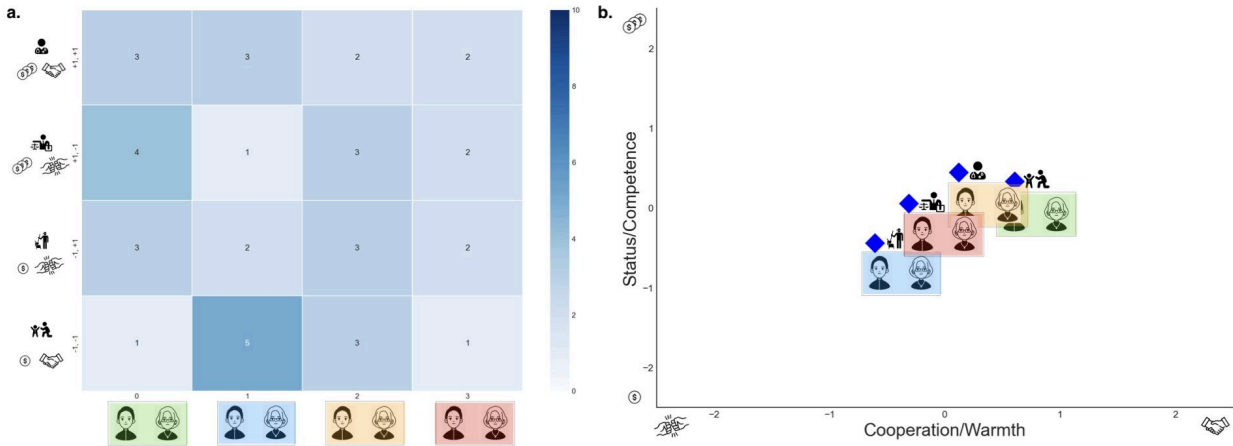 a.
+1, +1
3 3 2 2
+1, -1
4 1 3 2
-1, +1
3 2 3 2
-1, -1
1 5 3 1
0 1 2 3
10
8
6
4
2
0
b.
Status/Competence
2
1
0
−1
−2
−2 −1 0 1 2
Cooperation/Warmth